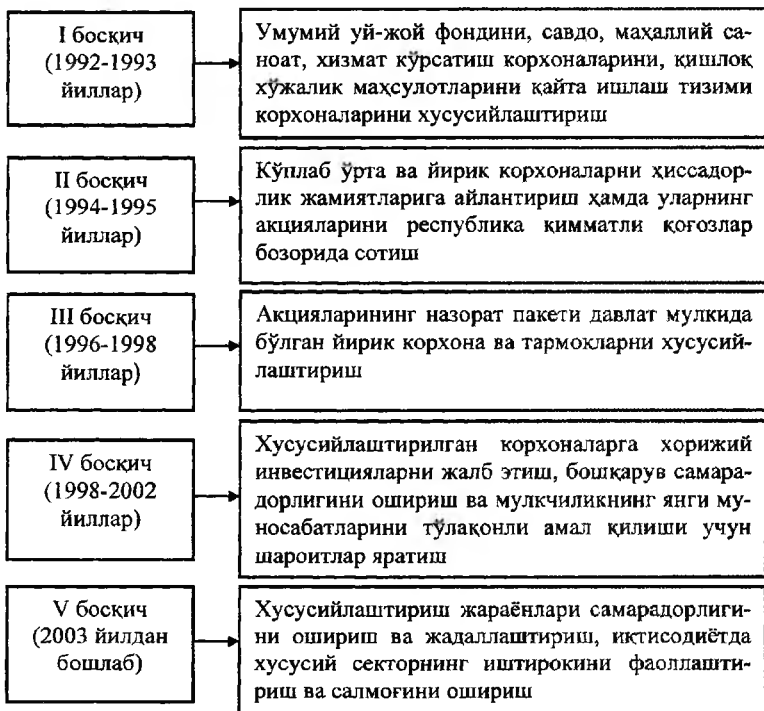 I босқич
(1992-1993
йиллар)
Умумий уй-жой фондини, савдо, маҳаллий са-
ноат, хизмат кўрсатиш корхоналарини, қишлоқ
хўжалик маҳсулотларини қайта ишлаш тизими
корхоналарини хусусийлаштириш
II босқич
(1994-1995
йиллар)
Кўплаб ўрта ва йирик корхоналарни ҳиссадор-
лик жамиятларига айлантириш ҳамда уларнинг
акцияларини республика қимматли қоғозлар
бозорида сотиш
III босқич
(1996-1998
йиллар)
Акцияларининг назорат пакети давлат мулкида
бўлган йирик корхона ва тармоқларни хусусий-
лаштириш
IV босқич
(1998-2002
йиллар)
Хусусийлаштирилган корхоналарга хорижий
инвестицияларни жалб этиш, бошқарув самара-
дорлигини ошириш ва мулкчиликнинг янги му-
носабатларини тўлақонли амал қилиши учун
шароитлар яратиш
V босқич
(2003 йилдан
бошлаб)
Хусусийлаштириш жараёнлари самарадорлиги-
ни ошириш ва жадаллаштириш, иқтисодиётда
хусусий секторнинг иштирокини фаоллашти-
риш ва салмоғини ошириш